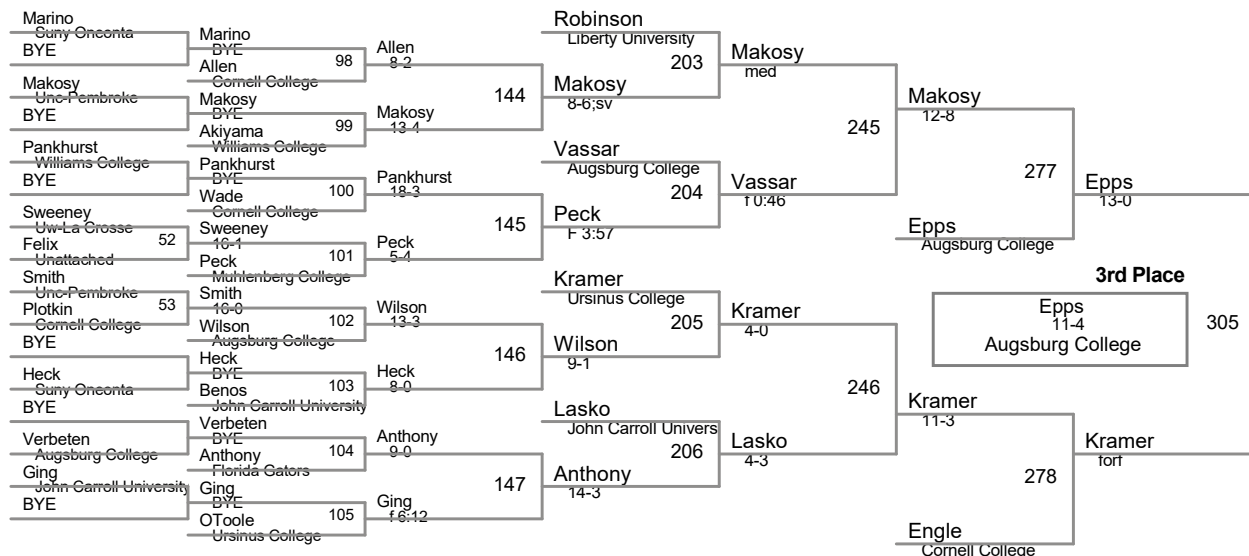 Marino
Suny Oneonta
BYE
Makosy
Unc-Pembroke
BYE
Pankhurst
Williams College
BYE
Sweeney
Uw-La Crosse
Felix
Unattached
52
Smith
Unc-Pembroke
Plotkin
Cornell College
53
BYE
Heck
Suny Oneonta
BYE
Verbeten
Augsburg College
Ging
John Carroll University
BYE
Marino
BYE
Allen
Cornell College
98
Makosy
BYE
Akiyama
Williams College
99
Pankhurst
BYE
Wade
Cornell College
100
Sweeney
16-1
Peck
Muhlenberg College
101
Smith
16-0
Wilson
Augsburg College
102
Heck
BYE
Benos
John Carroll University
103
Verbeten
BYE
Anthony
Florida Gators
104
Ging
BYE
OToole
Ursinus College
105
Allen
8-2
Makosy
13-4
144
Pankhurst
18-3
Peck
5-4
145
Wilson
13-3
Heck
8-0
146
Anthony
9-0
Ging
f 6:12
147
Robinson
Liberty University
203
Makosy
8-6;sv
Vassar
Augsburg College
204
Peck
F 3:57
Kramer
Ursinus College
205
Wilson
9-1
Lasko
John Carroll Univers
206
Anthony
14-3
Makosy
med
245
Vassar
f 0:46
Kramer
4-0
246
Lasko
4-3
Makosy
12-8
277
Epps
Augsburg College
Kramer
11-3
278
Engle
Cornell College
Epps
13-0
3rd Place
Epps
11-4
Augsburg College
305
Kramer
forf